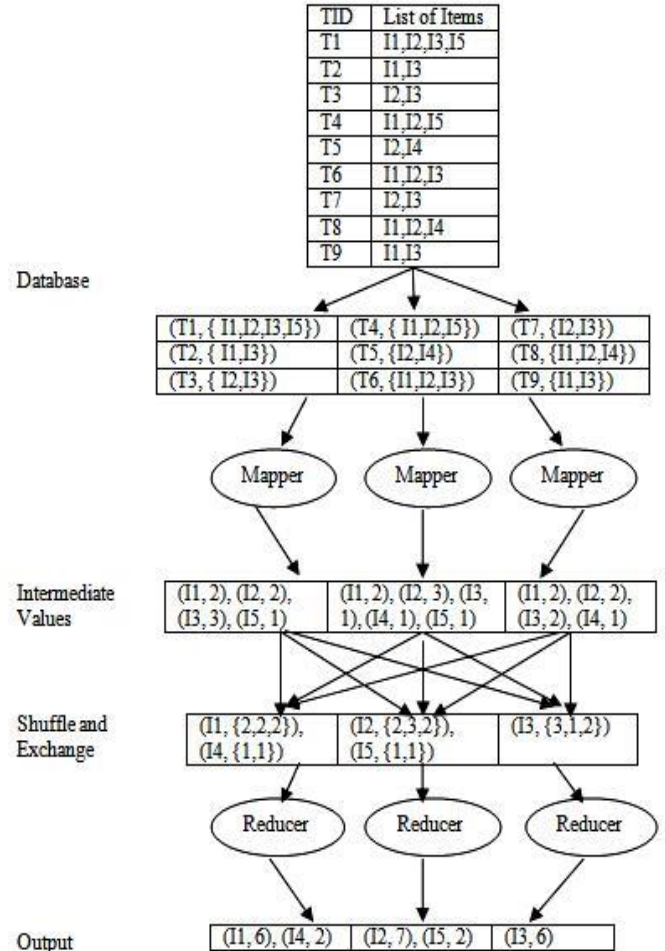 TID List of Items
T1 I1,I2,I3,I5
T2 I1,I3
T3 I2,I3
T4 I1,I2,I5
T5 I2,I4
T6 I1,I2,I3
T7 I2,I3
T8 I1,I2,I4
T9 I1,I3
Database
(T1, { I1,I2,I3,I5}) (T4, { I1,I2,I5}) (T7, {I2,I3})
(T2, { I1,I3}) (T5, {I2,I4}) (T8, {I1,I2,I4})
(T3, { I2,I3}) (T6, {I1,I2,I3}) (T9, {I1,I3})
Mapper Mapper Mapper
Intermediate
Values
(I1, 2), (I2, 2),
(I3, 3), (I5, 1)
(I1, 2), (I2, 3), (I3,
1), (I4, 1), (I5, 1)
(I1, 2), (I2, 2),
(I3, 2), (I4, 1)
Shuffle and
Exchange
(I1, {2,2,2}),
(I4, {1,1})
(I2, {2,3,2}),
(I5, {1,1})
(I3, {3,1,2})
Reducer Reducer Reducer
Output
(I1, 6), (I4, 2) (I2, 7), (I5, 2) (I3, 6)